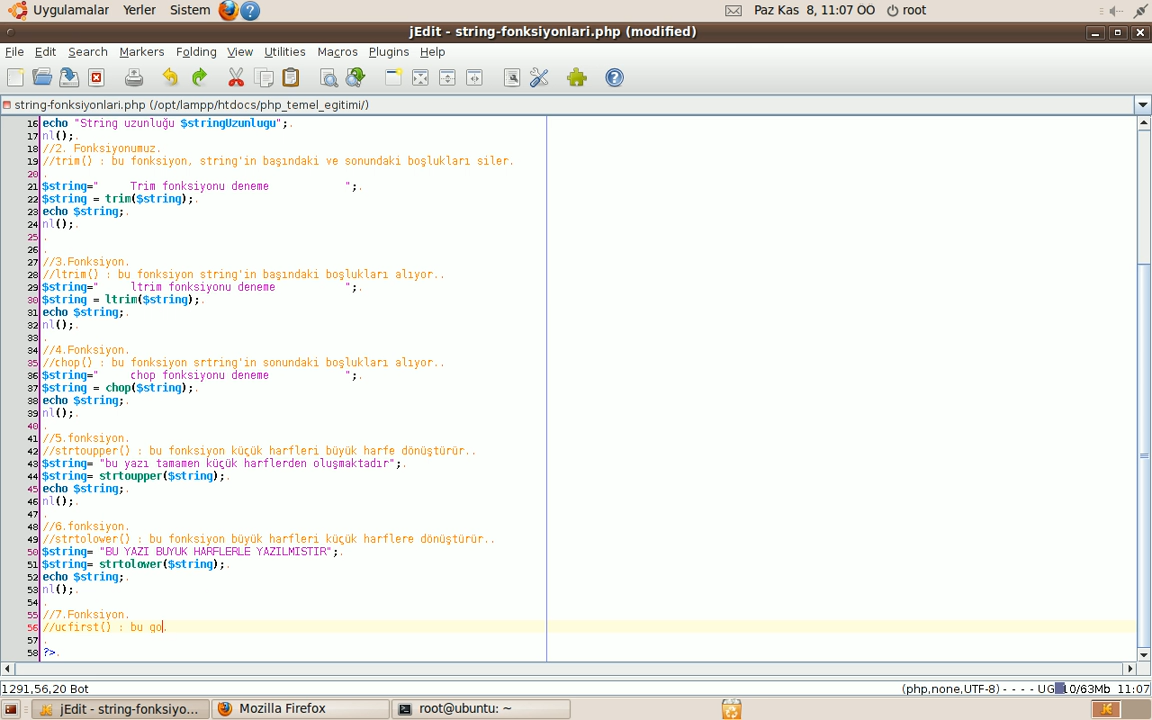 Uygulamalar Yerler Sistem Paz Kas 8, 11:07 ÖÖ root
jEdit - string-fonksiyonlari.php (modified)
File Edit Search Markers Folding View Utilities Macros Plugins Help
string-fonksiyonlari.php (/opt/lampp/htdocs/php_temel_egitimi/)
16 echo "String uzunluğu $stringUzunlugu";.
17 nl();.
18 //2. Fonksiyonumuz.
19 //trim() : bu fonksiyon, string'in başındaki ve sonundaki boşlukları siler.
20 .
21 $string="     Trim fonksiyonu deneme            ";.
22 $string = trim($string);.
23 echo $string;.
24 nl();.
25 .
26 .
27 //3.Fonksiyon.
28 //ltrim() : bu fonksiyon string'in başındaki boşlukları alıyor..
29 $string="     ltrim fonksiyonu deneme           ";.
30 $string = ltrim($string);.
31 echo $string;.
32 nl();.
33 .
34 //4.Fonksiyon.
35 //chop() : bu fonksiyon srtring'in sonundaki boşlukları alıyor..
36 $string="     chop fonksiyonu deneme            ";.
37 $string = chop($string);.
38 echo $string;.
39 nl();.
40 .
41 //5.fonksiyon.
42 //strtoupper() : bu fonksiyon küçük harfleri büyük harfe dönüştürür..
43 $string= "bu yazı tamamen küçük harflerden oluşmaktadır";.
44 $string= strtoupper($string);.
45 echo $string;.
46 nl();.
47 .
48 //6.fonksiyon.
49 //strtolower() : bu fonksiyon büyük harfleri küçük harflere dönüştürür..
50 $string= "BU YAZI BUYUK HARFLERLE YAZILMISTIR";.
51 $string= strtolower($string);.
52 echo $string;.
53 nl();.
54 .
55 //7.Fonksiyon.
56 //ucfirst() : bu go.
57 .
58 ?>.
1291,56,20 Bot (php,none,UTF-8) - - - - UG 10/63Mb 11:07
jEdit - string-fonksiyo... Mozilla Firefox root@ubuntu: ~